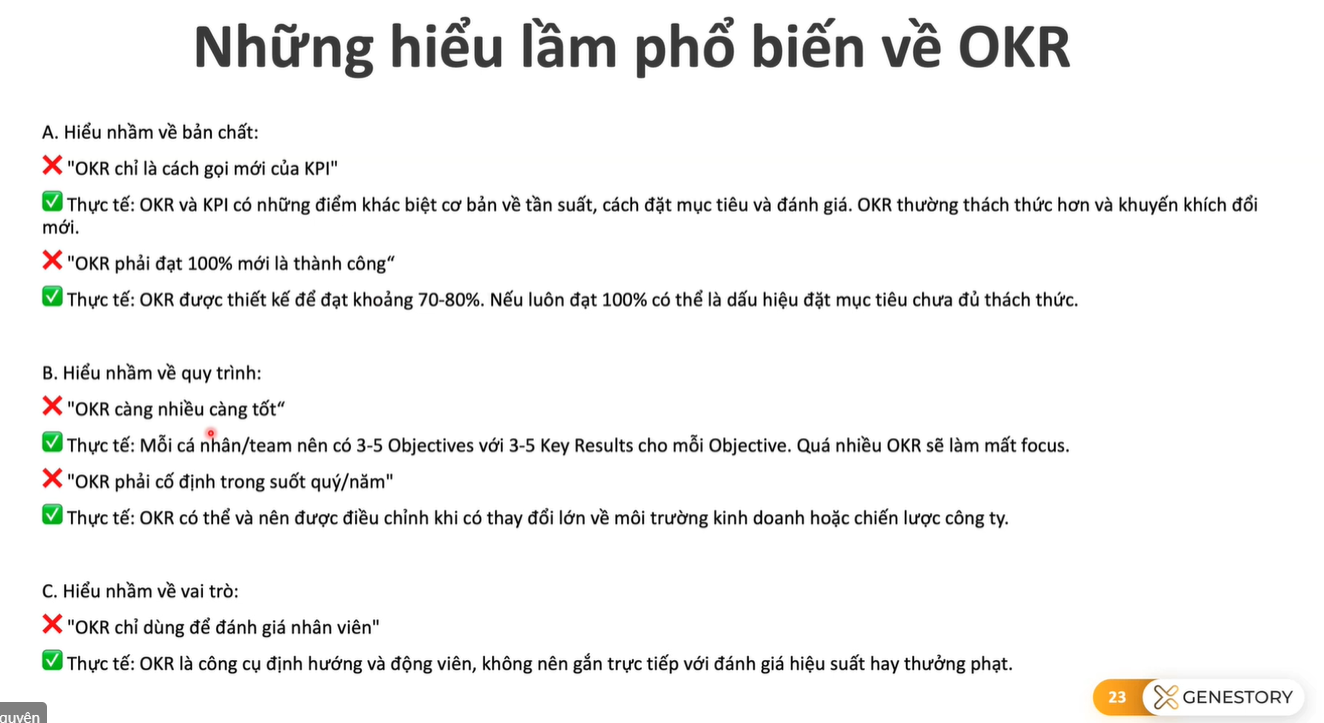 Những hiểu lầm phổ biến về OKR
A. Hiểu nhầm về bản chất:
❌ "OKR chỉ là cách gọi mới của KPI"
✅ Thực tế: OKR và KPI có những điểm khác biệt cơ bản về tần suất, cách đặt mục tiêu và đánh giá. OKR thường thách thức hơn và khuyến khích đổi
mới.
❌ "OKR phải đạt 100% mới là thành công“
✅ Thực tế: OKR được thiết kế để đạt khoảng 70-80%. Nếu luôn đạt 100% có thể là dấu hiệu đặt mục tiêu chưa đủ thách thức.
B. Hiểu nhầm về quy trình:
❌ "OKR càng nhiều càng tốt“
✅ Thực tế: Mỗi cá nhân/team nên có 3-5 Objectives với 3-5 Key Results cho mỗi Objective. Quá nhiều OKR sẽ làm mất focus.
❌ "OKR phải cố định trong suốt quý/năm"
✅ Thực tế: OKR có thể và nên được điều chỉnh khi có thay đổi lớn về môi trường kinh doanh hoặc chiến lược công ty.
C. Hiểu nhầm về vai trò:
❌ "OKR chỉ dùng để đánh giá nhân viên"
✅ Thực tế: OKR là công cụ định hướng và động viên, không nên gắn trực tiếp với đánh giá hiệu suất hay thưởng phạt.
23 GENESTORY